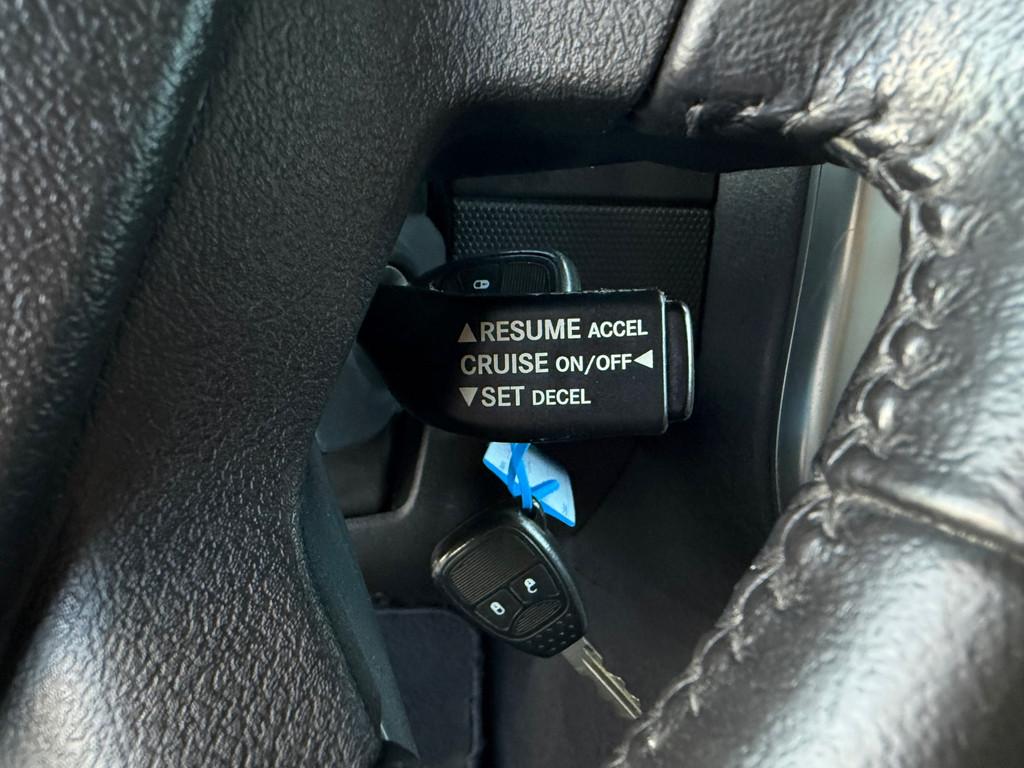 ▲RESUME ACCEL
CRUISE ON/OFF◀
▼SET DECEL